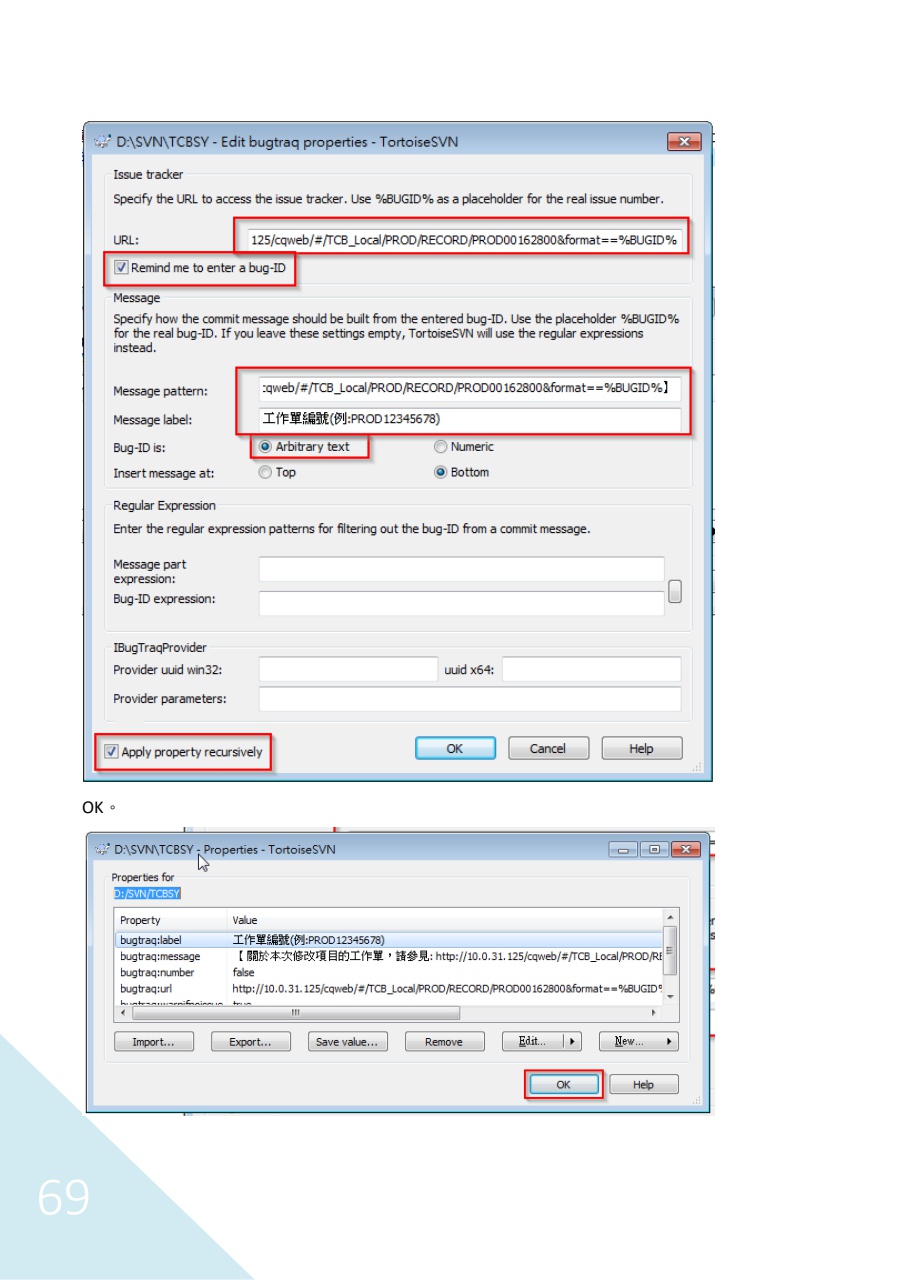 D:\SVN\TCBSY - Edit bugtraq properties - TortoiseSVN
Issue tracker
Specify the URL to access the issue tracker. Use %BUGID% as a placeholder for the real issue number.
URL: 125/cqweb/#/TCB_Local/PROD/RECORD/PROD00162800&format==%BUGID%
Remind me to enter a bug-ID
Message
Specify how the commit message should be built from the entered bug-ID. Use the placeholder %BUGID%
for the real bug-ID. If you leave these settings empty, TortoiseSVN will use the regular expressions
instead.
Message pattern: :qweb/#/TCB_Local/PROD/RECORD/PROD00162800&format==%BUGID%】
Message label: 工作單編號(例:PROD12345678)
Bug-ID is: Arbitrary text Numeric
Insert message at: Top Bottom
Regular Expression
Enter the regular expression patterns for filtering out the bug-ID from a commit message.
Message part
expression:
Bug-ID expression:
IBugTraqProvider
Provider uuid win32: uuid x64:
Provider parameters:
Apply property recursively OK Cancel Help
OK。
D:\SVN\TCBSY - Properties - TortoiseSVN
Properties for
D:/SVN/TCBSY
Property Value
bugtraq:label 工作單編號(例:PROD12345678)
bugtraq:message 【 關於本次修改項目的工作單，請參見: http://10.0.31.125/cqweb/#/TCB_Local/PROD/RE
bugtraq:number false
bugtraq:url http://10.0.31.125/cqweb/#/TCB_Local/PROD/RECORD/PROD00162800&format==%BUGID%
bugtraq:warnifnoissue true
Import... Export... Save value... Remove Edit... New...
OK Help
69